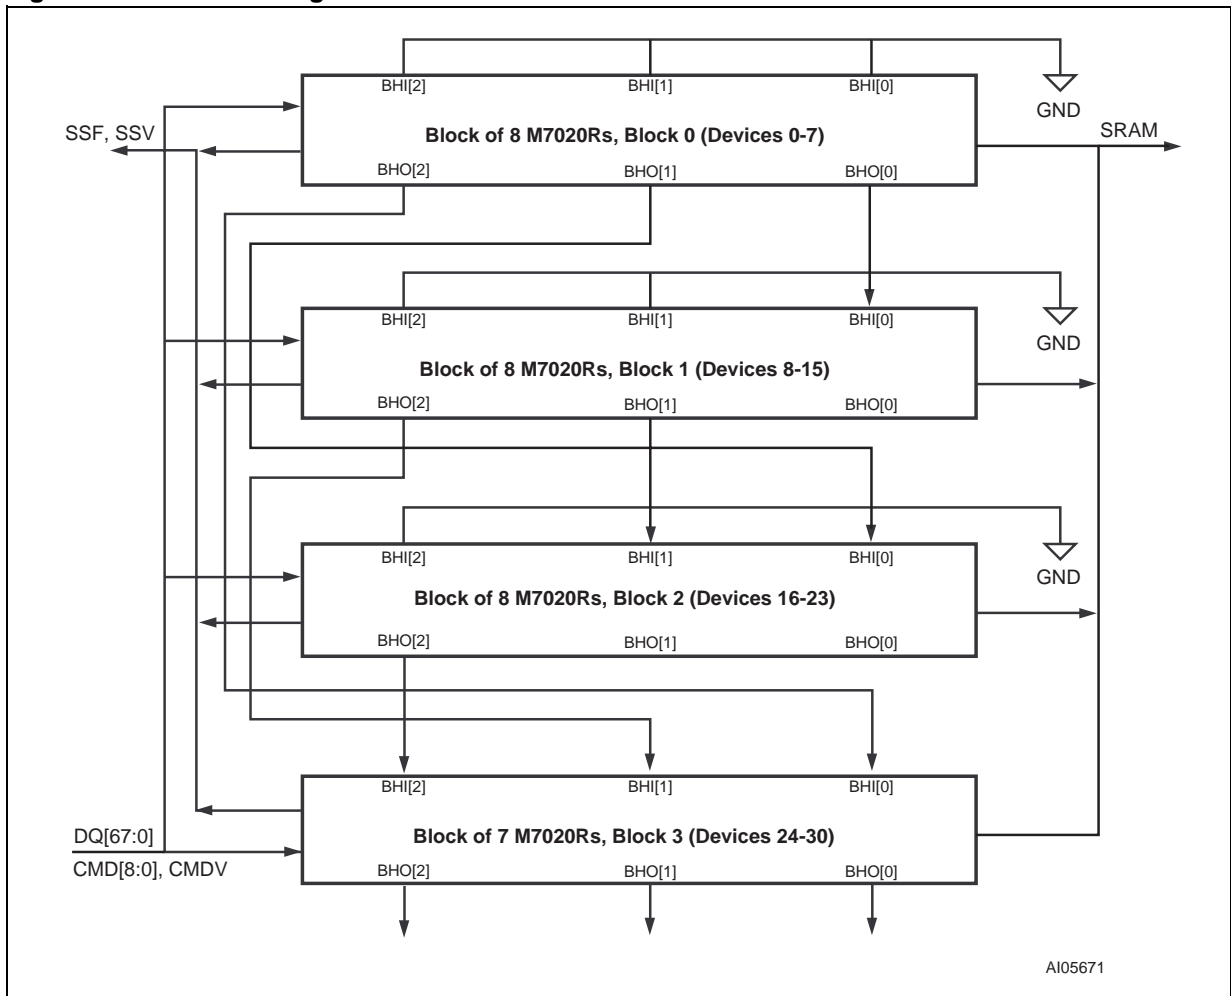 BHI[2] BHI[1] BHI[0]
GND
Block of 8 M7020Rs, Block 0 (Devices 0-7)
SSF, SSV
SRAM
BHO[2] BHO[1] BHO[0]
BHI[2] BHI[1] BHI[0]
GND
Block of 8 M7020Rs, Block 1 (Devices 8-15)
BHO[2] BHO[1] BHO[0]
BHI[2] BHI[1] BHI[0]
GND
Block of 8 M7020Rs, Block 2 (Devices 16-23)
BHO[2] BHO[1] BHO[0]
BHI[2] BHI[1] BHI[0]
DQ[67:0]
Block of 7 M7020Rs, Block 3 (Devices 24-30)
CMD[8:0], CMDV
BHO[2] BHO[1] BHO[0]
AI05671